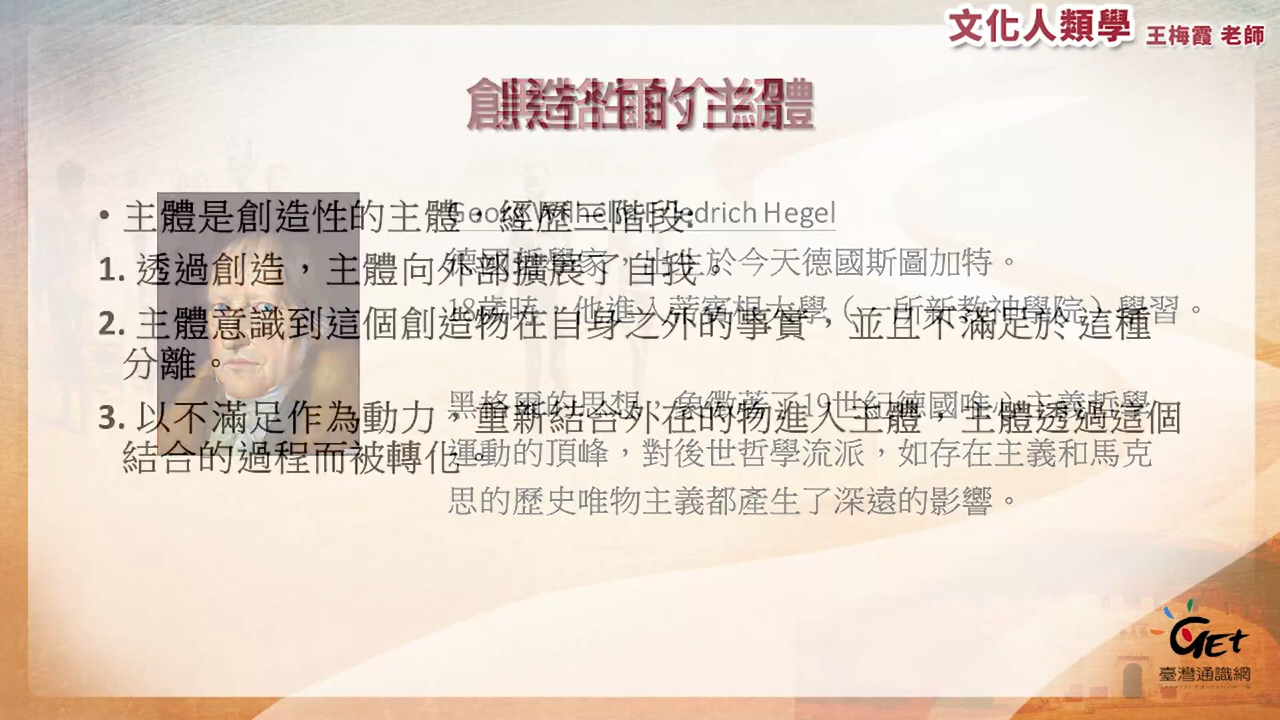 文化人類學 王梅霞 老師
創造性的主體
• 主體是創造性的主體，經歷三階段:
1. 透過創造，主體向外部擴展了自我。
2. 主體意識到這個創造物在自身之外的事實，並且不滿足於這種
分離。
3. 以不滿足作為動力，重新結合外在的物進入主體，主體透過這個
結合的過程而被轉化。
Georg Wilhelm Friedrich Hegel
德國哲學家，出生於今天德國斯圖加特。
18歲時，他進入蒂賓根大學（一所新教神學院）學習。
黑格爾的思想，象徵著了19世紀德國唯心主義哲學
運動的頂峰，對後世哲學流派，如存在主義和馬克
思的歷史唯物主義都產生了深遠的影響。
GEt
臺灣通識網